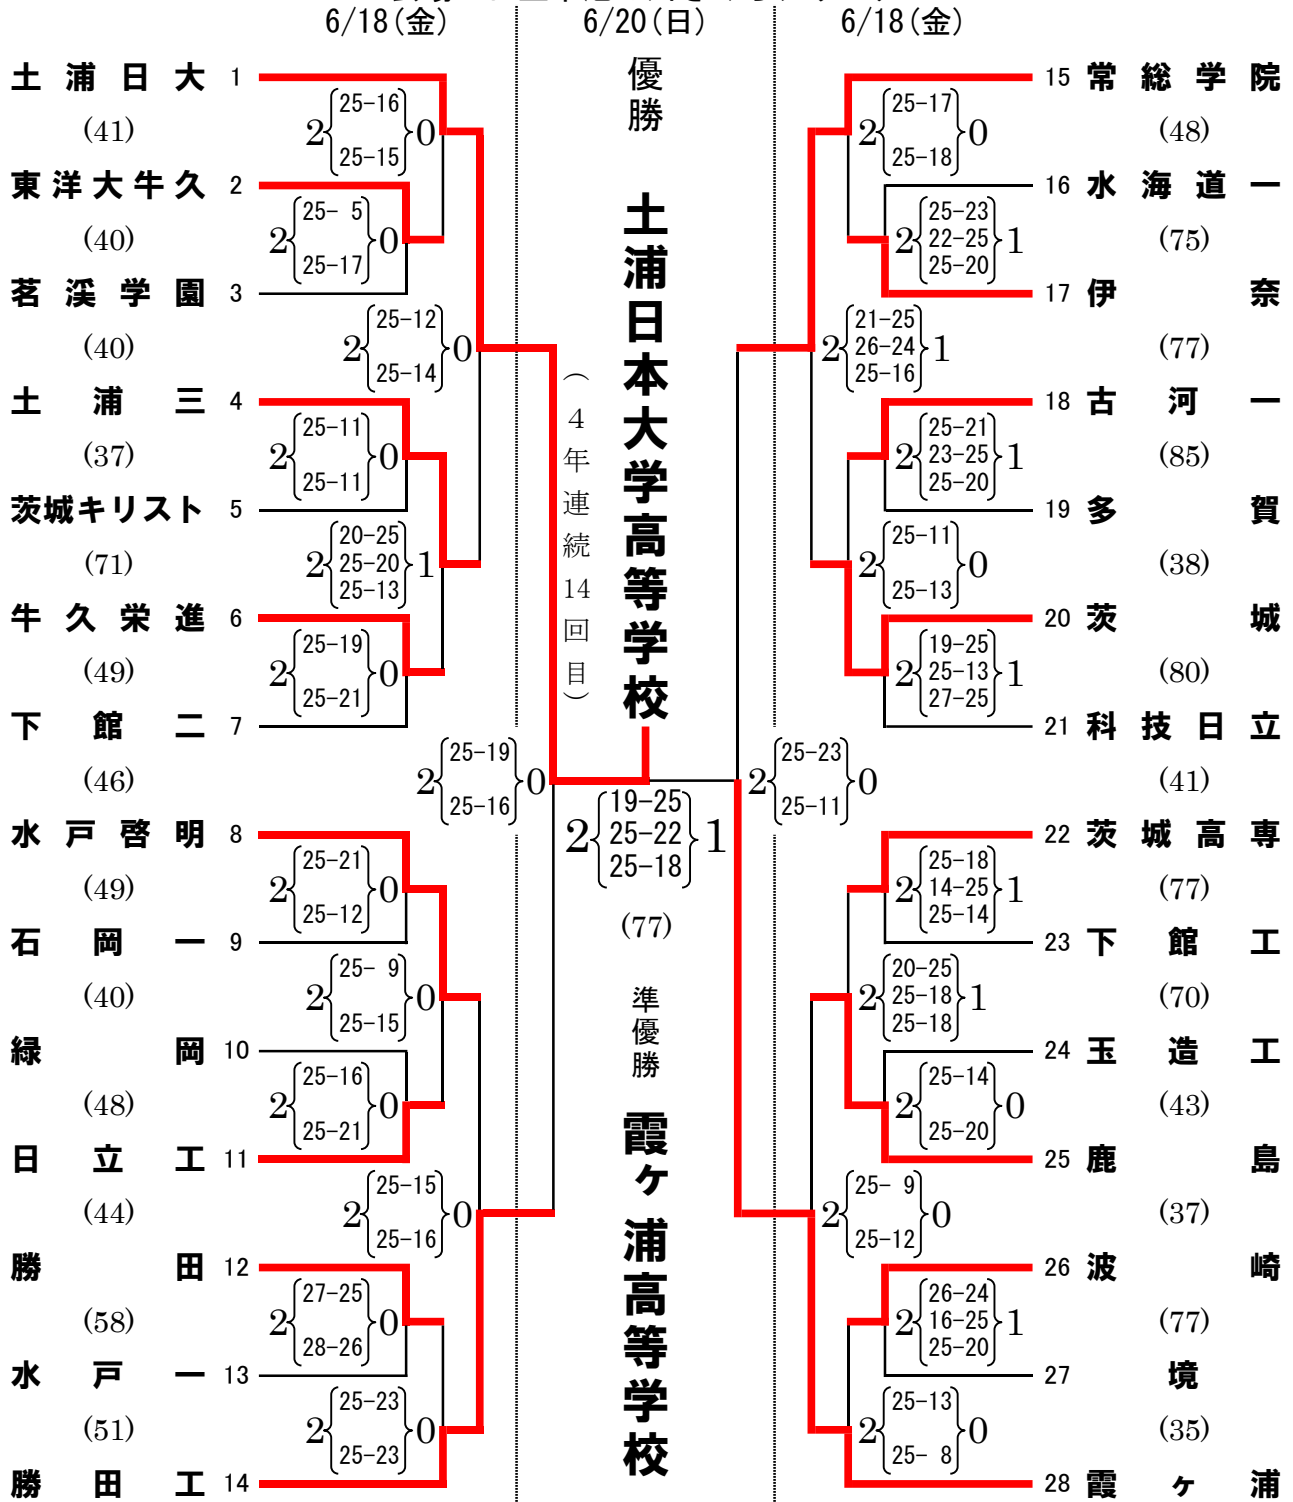 6/18(金)
6/20(日)
6/18(金)
土浦日大 1
(41)
東洋大牛久 2
(40)
茗溪学園 3
(40)
土浦三 4
(37)
茨城キリスト 5
(71)
牛久栄進 6
(49)
下館二 7
(46)
水戸啓明 8
(49)
石岡一 9
(40)
緑岡 10
(48)
日立工 11
(44)
勝田 12
(58)
水戸一 13
(51)
勝田工 14
2 25-16 0
25-15
2 25- 5 0
25-17
2 25-12 0
25-14
2 25-11 0
25-11
2 20-25 1
25-20
25-13
2 25-19 0
25-21
2 25-19 0
25-16
2 25-21 0
25-12
2 25- 9 0
25-15
2 25-16 0
25-21
2 25-15 0
25-16
2 27-25 0
28-26
2 25-23 0
25-23
優勝
土浦日本大学高等学校
(4年連続14回目)
2 19-25 1
25-22
25-18
(77)
準優勝
霞ヶ浦高等学校
2 25-17 0
25-18
2 25-23 1
22-25
25-20
2 21-25 1
26-24
25-16
2 25-21 1
23-25
25-20
2 25-11 0
25-13
2 19-25 1
25-13
27-25
2 25-23 0
25-11
2 25-18 1
14-25
25-14
2 20-25 1
25-18
25-18
2 25-14 0
25-20
2 25- 9 0
25-12
2 26-24 1
16-25
25-20
2 25-13 0
25- 8
15 常総学院
(48)
16 水海道一
(75)
17 伊奈
(77)
18 古河一
(85)
19 多賀
(38)
20 茨城
(80)
21 科技日立
(41)
22 茨城高専
(77)
23 下館工
(70)
24 玉造工
(43)
25 鹿島
(37)
26 波崎
(77)
27 境
(35)
28 霞ヶ浦